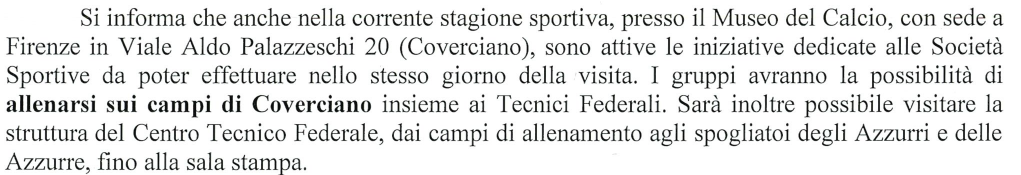 Si informa che anche nella corrente stagione sportiva, presso il Museo del Calcio, con sede a
Firenze in Viale Aldo Palazzeschi 20 (Coverciano), sono attive le iniziative dedicate alle Società
Sportive da poter effettuare nello stesso giorno della visita. I gruppi avranno la possibilità di
allenarsi sui campi di Coverciano insieme ai Tecnici Federali. Sarà inoltre possibile visitare la
struttura del Centro Tecnico Federale, dai campi di allenamento agli spogliatoi degli Azzurri e delle
Azzurre, fino alla sala stampa.